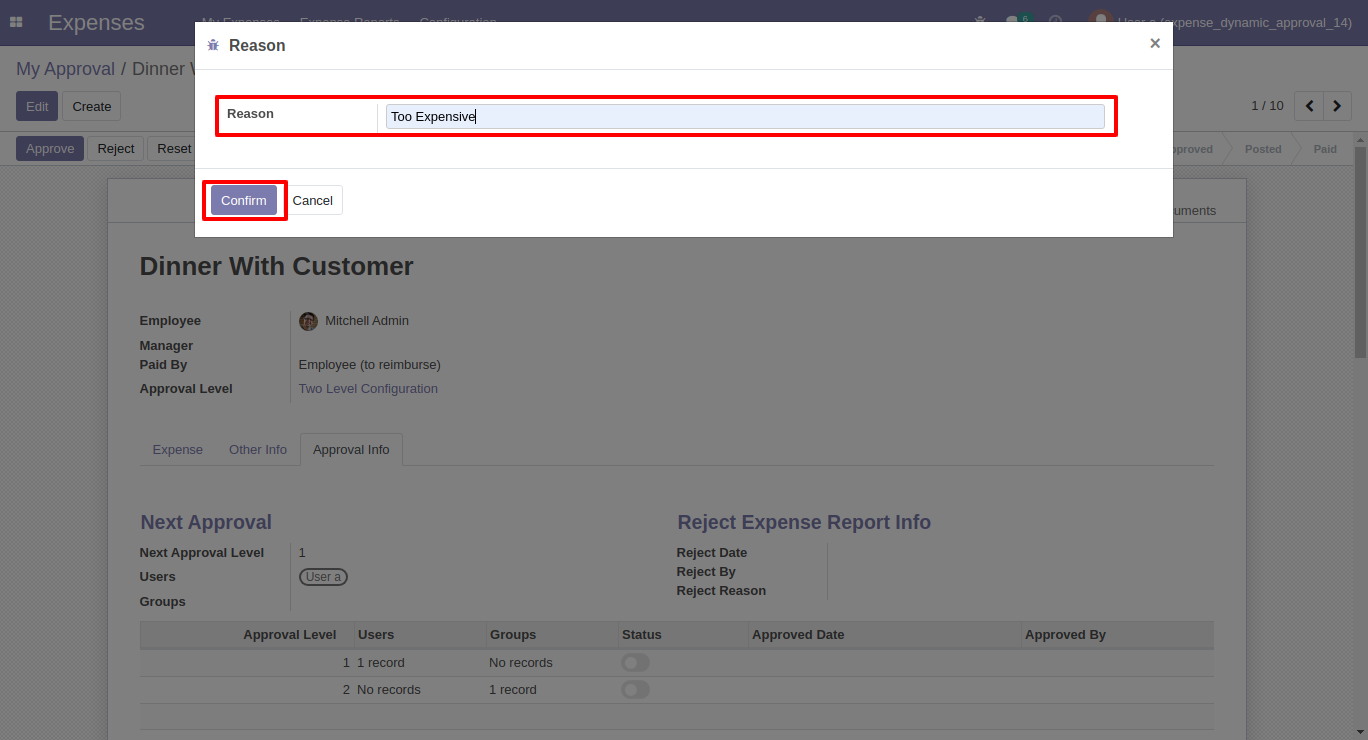 Expenses My Expenses Expense Reports Configuration 6 User a (expense_dynamic_approval_14)
Reason ×
My Approval / Dinner
Edit Create 1 / 10
Reason Too Expensive
Approve Reject Reset Posted Paid
Confirm Cancel
Dinner With Customer
Employee Mitchell Admin
Manager
Paid By Employee (to reimburse)
Approval Level Two Level Configuration
Expense Other Info Approval Info
Next Approval Reject Expense Report Info
Next Approval Level 1 Reject Date
Users User a Reject By
Groups Reject Reason
Approval Level Users Groups Status Approved Date Approved By
1 1 record No records
2 No records 1 record